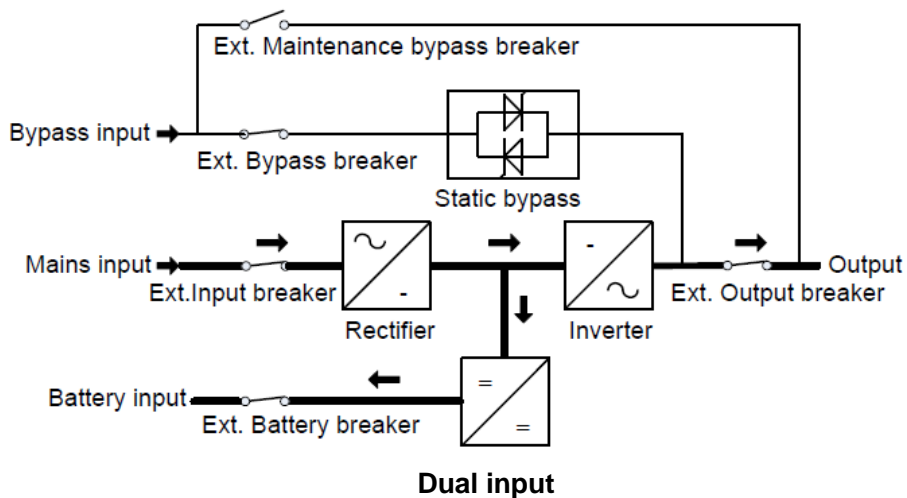 Ext. Maintenance bypass breaker
Bypass input
Ext. Bypass breaker
Static bypass
Mains input
Ext.Input breaker
~
-
Rectifier
-
~
Inverter
Output
Ext. Output breaker
Battery input
Ext. Battery breaker
=
=
Dual input